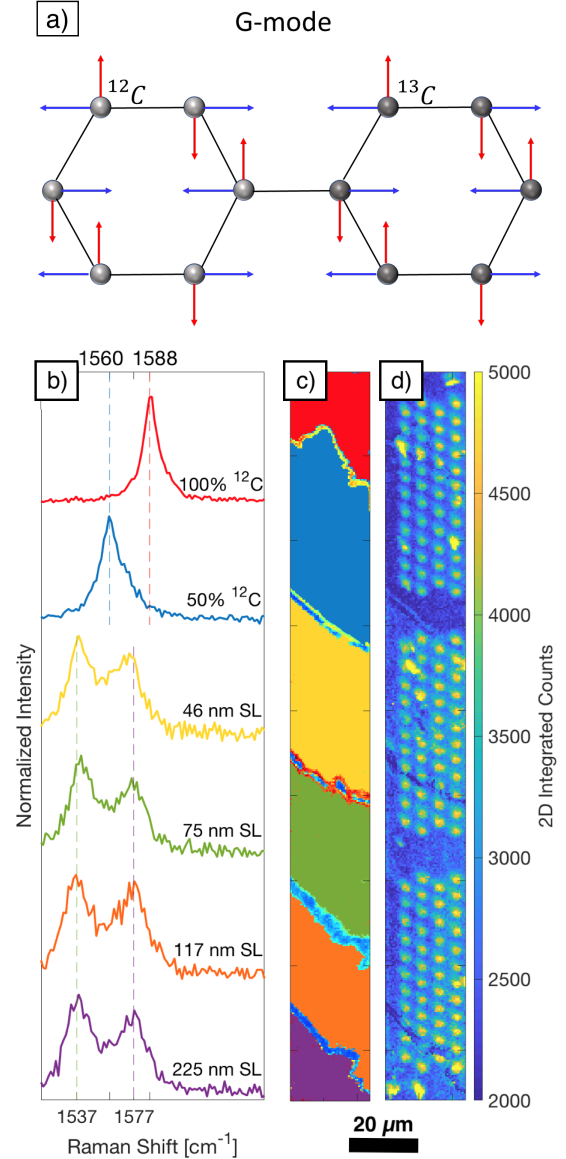 a)
G-mode
¹²C
¹³C
1560 1588
b)
c)
d)
100% ¹²C
50% ¹²C
46 nm SL
75 nm SL
117 nm SL
225 nm SL
Normalized Intensity
1537 1577
Raman Shift [cm⁻¹]
20 µm
5000
4500
4000
3500
3000
2500
2000
2D Integrated Counts